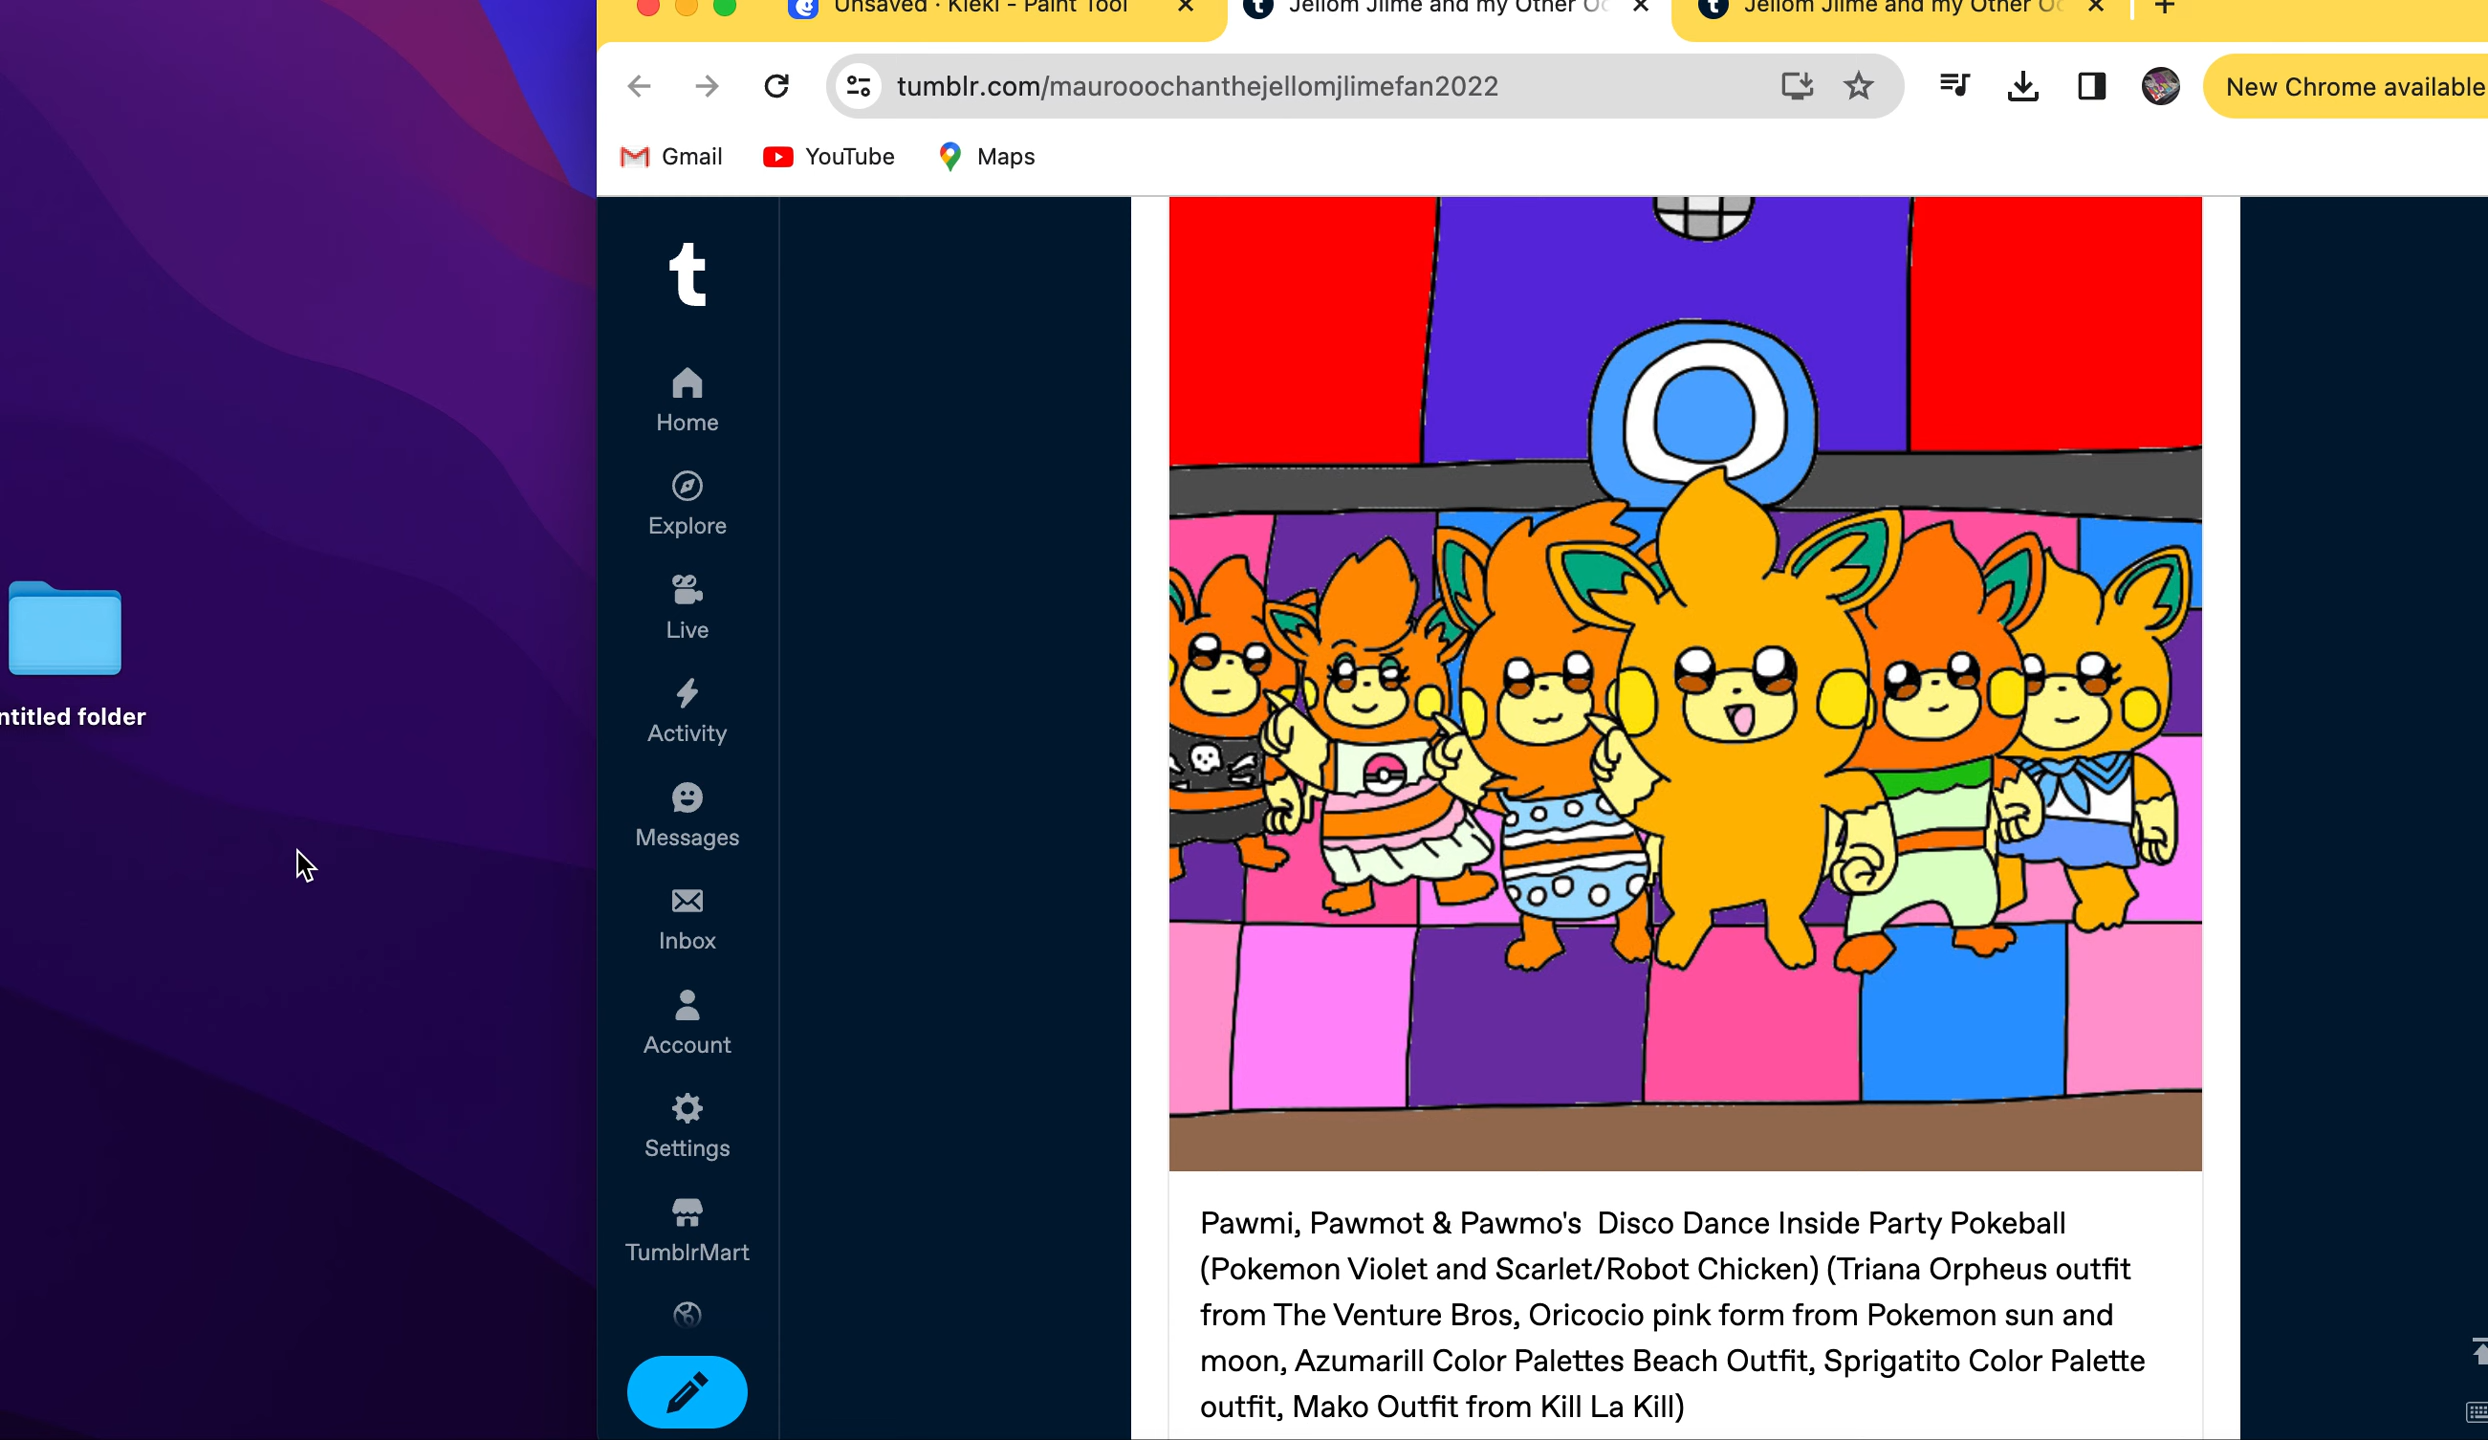 Unsaved · Kleki - Paint Tool
Jellom Jlime and my Other Oc
Jellom Jlime and my Other Oc
tumblr.com/maurooochanthejellomjlimefan2022
New Chrome available
Gmail
YouTube
Maps
t
Home
Explore
Live
Activity
Messages
Inbox
Account
Settings
TumblrMart
ntitled folder
Pawmi, Pawmot & Pawmo's  Disco Dance Inside Party Pokeball
(Pokemon Violet and Scarlet/Robot Chicken) (Triana Orpheus outfit
from The Venture Bros, Oricocio pink form from Pokemon sun and
moon, Azumarill Color Palettes Beach Outfit, Sprigatito Color Palette
outfit, Mako Outfit from Kill La Kill)